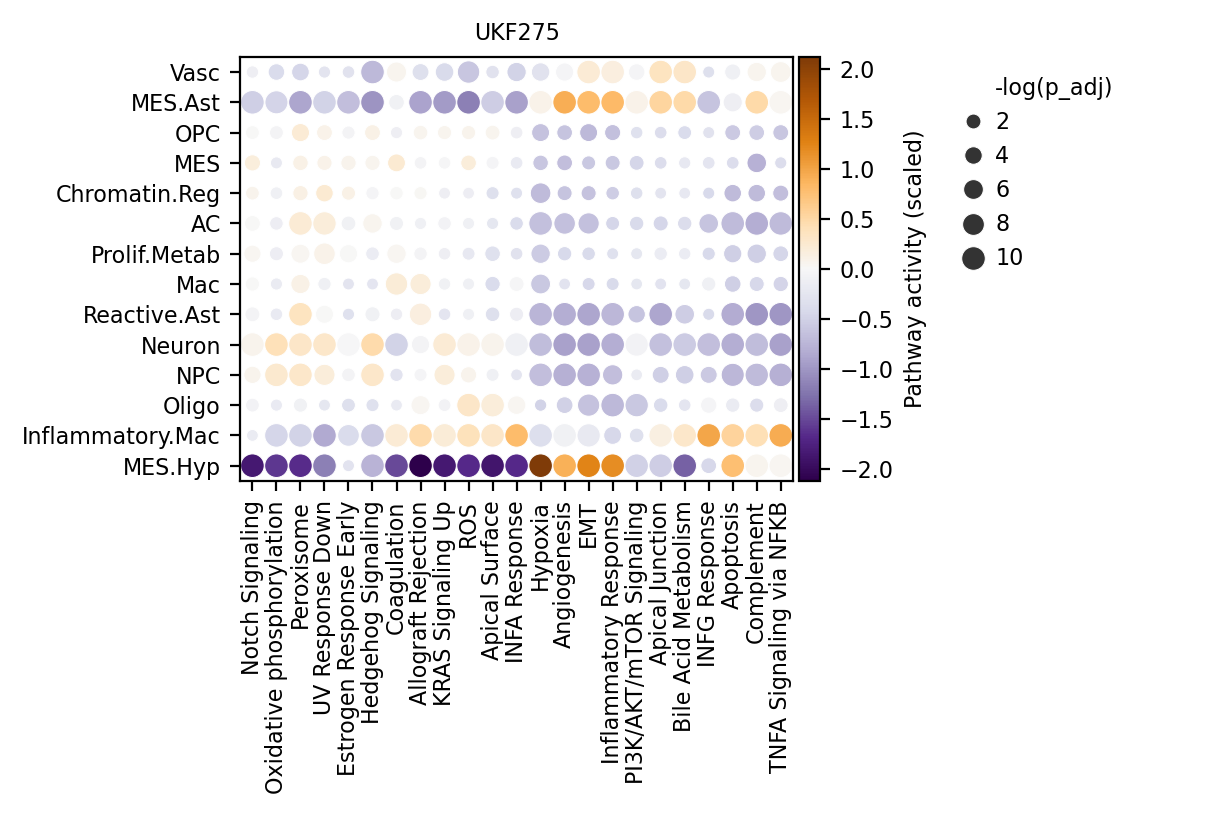 UKF275
Vasc
MES.Ast
OPC
MES
Chromatin.Reg
AC
Prolif.Metab
Mac
Reactive.Ast
Neuron
NPC
Oligo
Inflammatory.Mac
MES.Hyp
Notch Signaling
Oxidative phosphorylation
Peroxisome
UV Response Down
Estrogen Response Early
Hedgehog Signaling
Coagulation
Allograft Rejection
KRAS Signaling Up
ROS
Apical Surface
INFA Response
Hypoxia
Angiogenesis
EMT
Inflammatory Response
PI3K/AKT/mTOR Signaling
Apical Junction
Bile Acid Metabolism
INFG Response
Apoptosis
Complement
TNFA Signaling via NFKB
2.0
1.5
1.0
0.5
0.0
−0.5
−1.0
−1.5
−2.0
Pathway activity (scaled)
-log(p_adj)
2
4
6
8
10